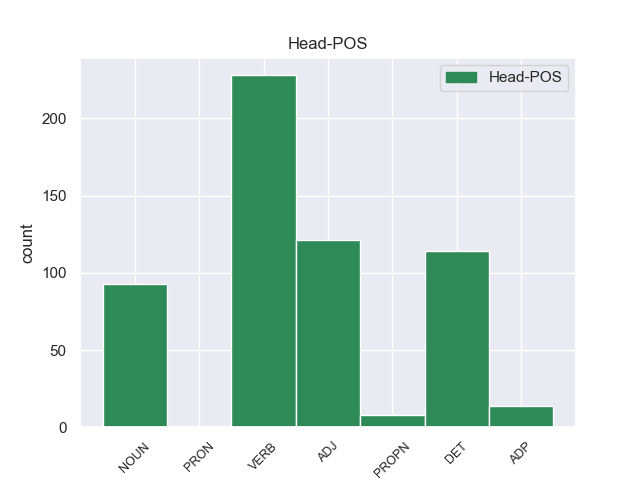 Head-POS
Head-POS
count
200
150
100
50
0
NOUN
PRON
VERB
ADJ
PROPN
DET
ADP